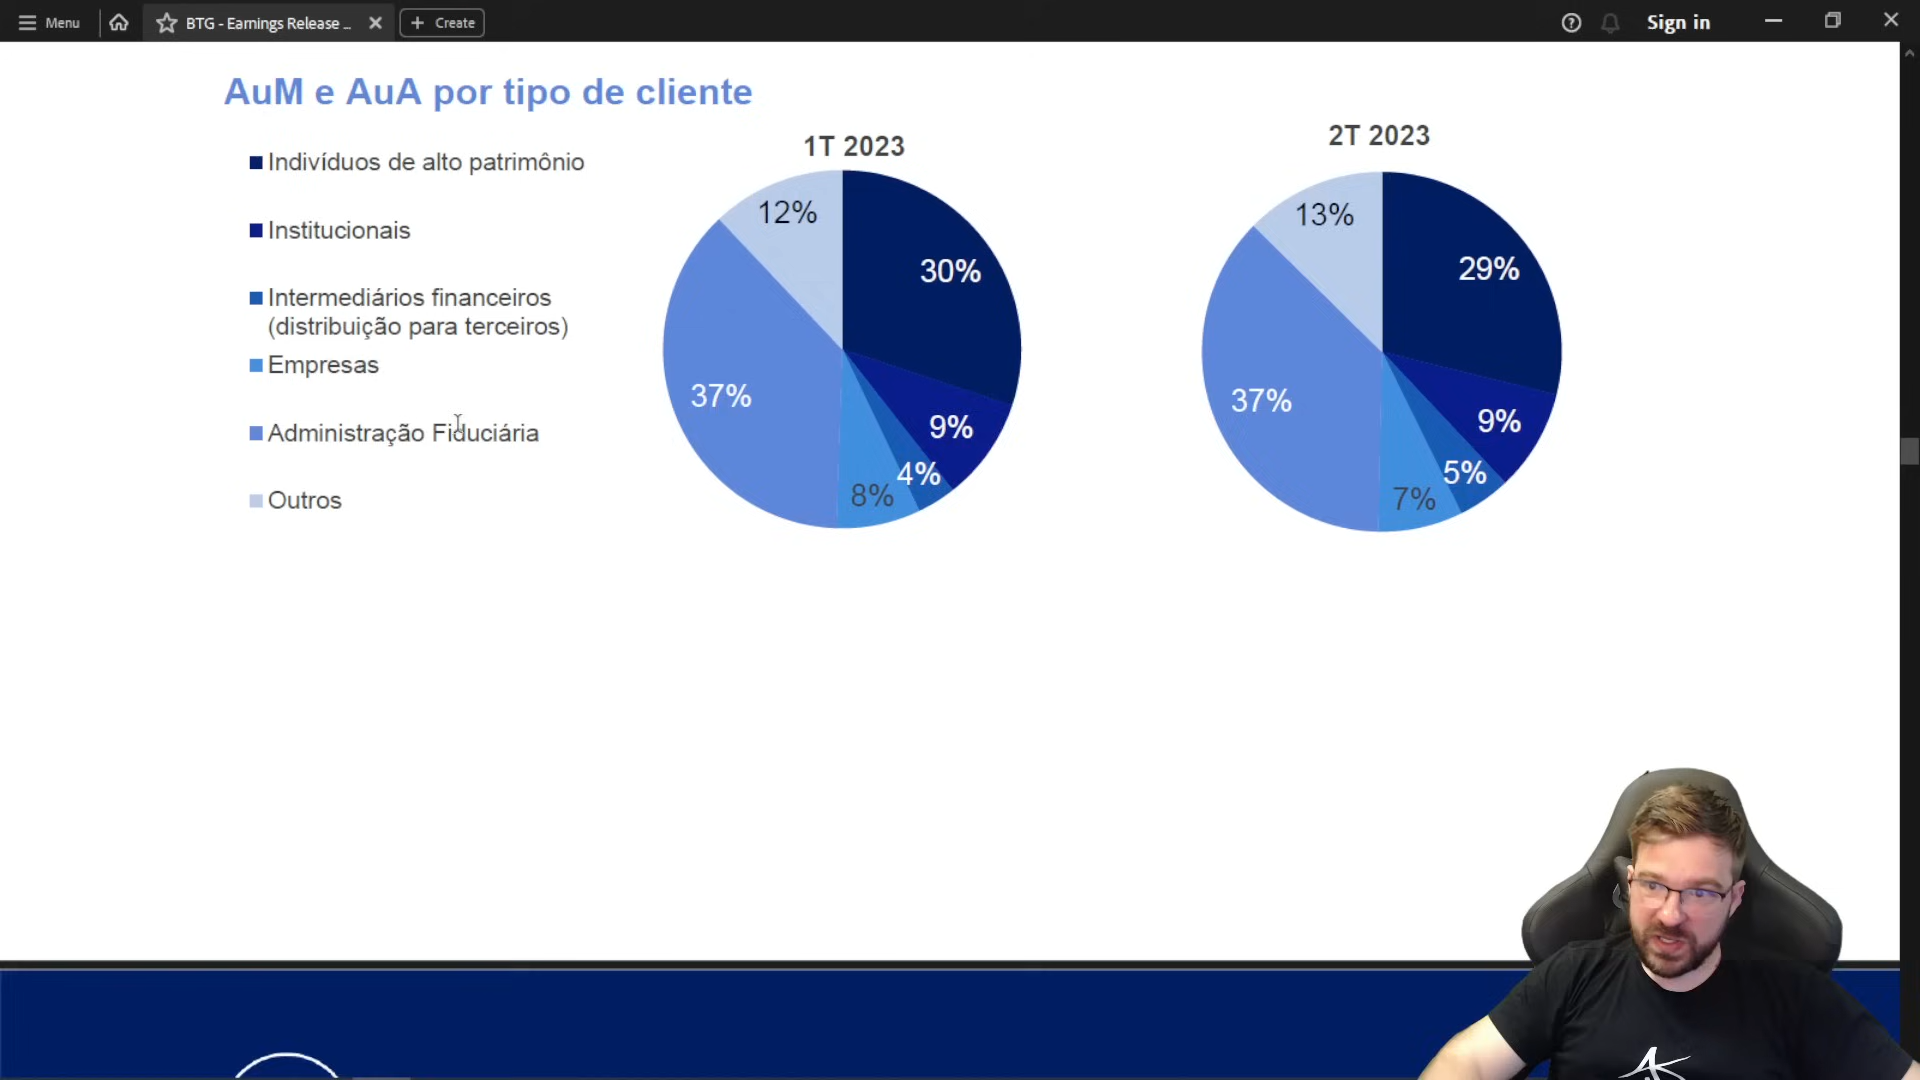 Menu
BTG - Earnings Release ...
Create
Sign in
AuM e AuA por tipo de cliente
Indivíduos de alto patrimônio
Institucionais
Intermediários financeiros
(distribuição para terceiros)
Empresas
Administração Fiduciária
Outros
1T 2023
12%
30%
37%
9%
4%
8%
2T 2023
13%
29%
37%
9%
5%
7%